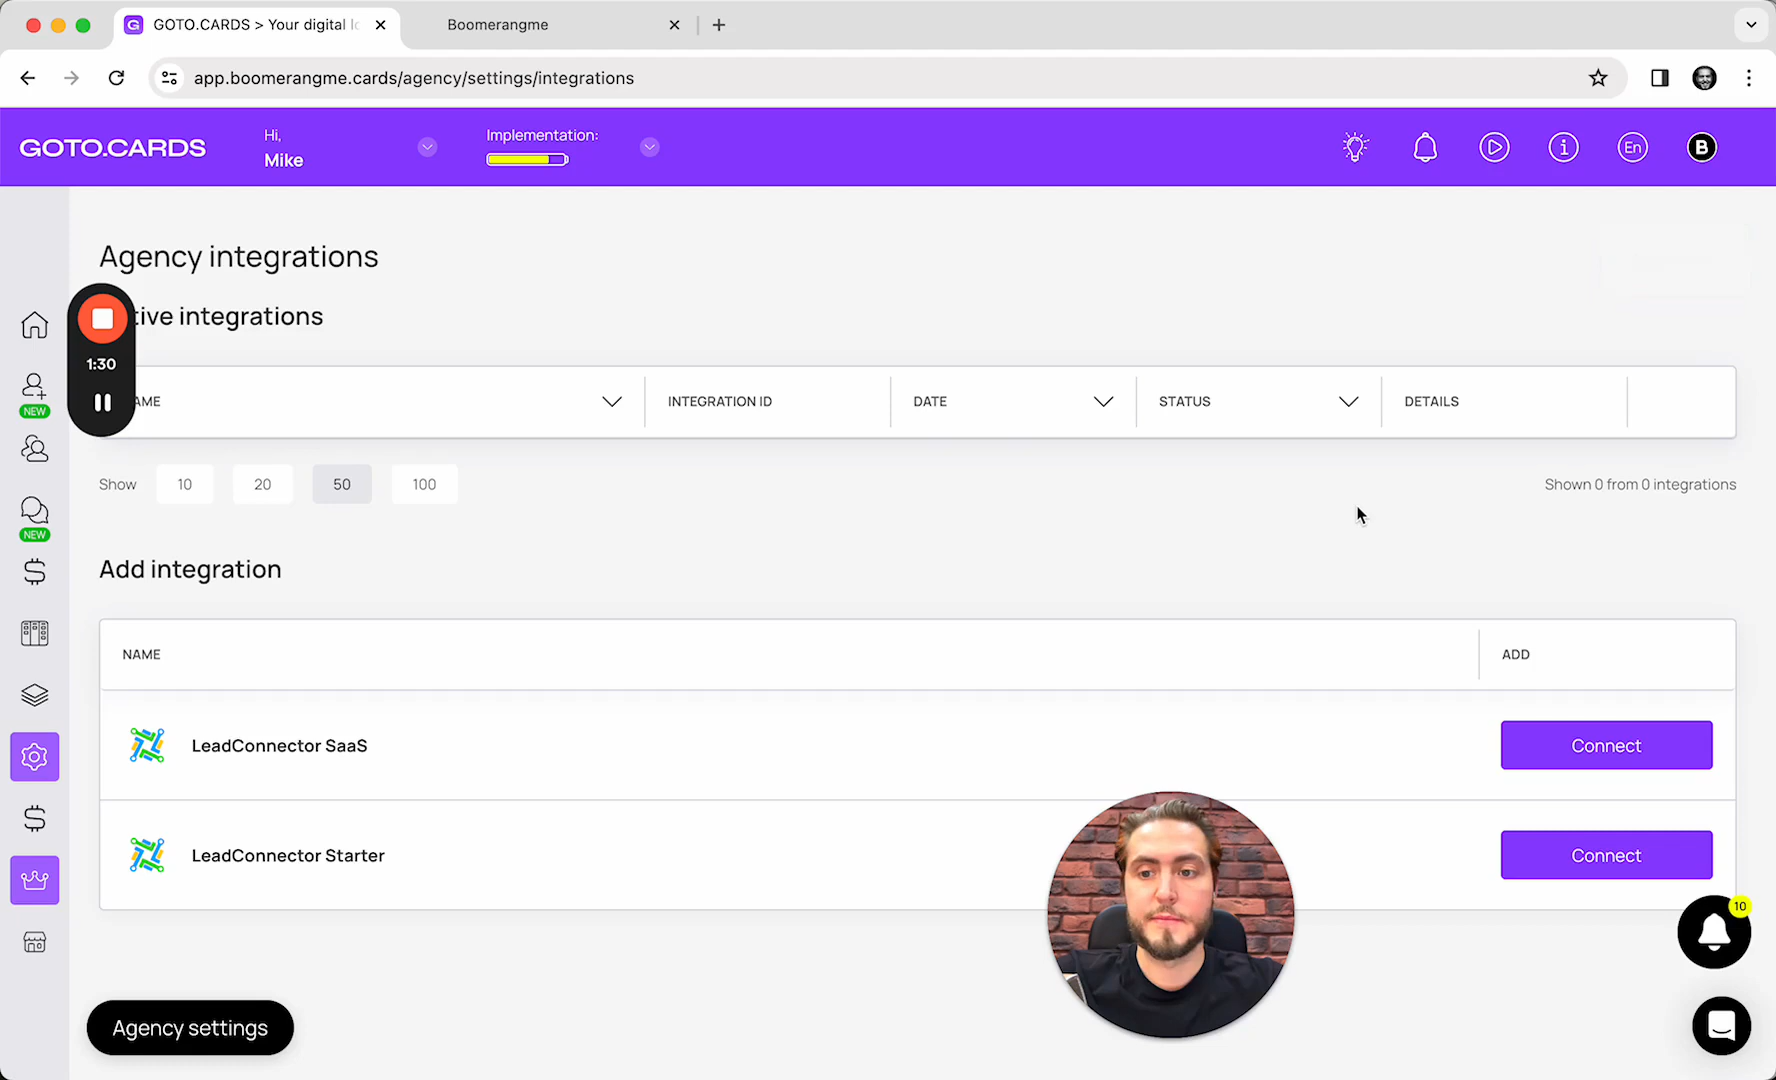 GOTO.CARDS > Your digital lo
Boomerangme
app.boomerangme.cards/agency/settings/integrations
GOTO.CARDS
Hi,
Mike
Implementation:
En
B
Agency integrations
tive integrations
1:30
AME
INTEGRATION ID
DATE
STATUS
DETAILS
Show
10
20
50
100
Shown 0 from 0 integrations
NEW
NEW
Add integration
NAME
ADD
LeadConnector SaaS
Connect
LeadConnector Starter
Connect
10
Agency settings